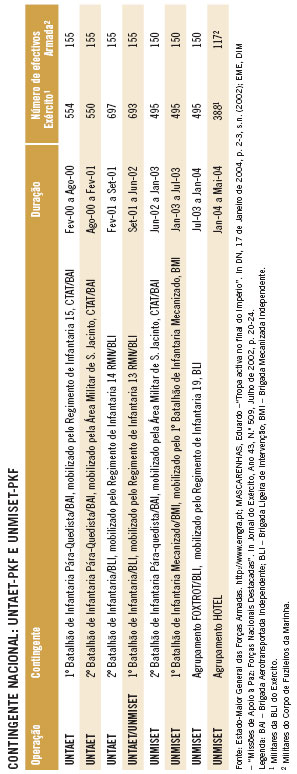 CONTINGENTE NACIONAL: UNTAET-PKF E UNMISET-PKF
Operação Contingente Duração Número de efectivos
Exército¹ Armada²
UNTAET 1º Batalhão de Infantaria Pára-Quedista/BAI, mobilizado pelo Regimento de Infantaria 15, CTAT/BAI Fev-00 a Ago-00 554 155
UNTAET 2º Batalhão de Infantaria Pára-Quedista/BAI, mobilizado pela Área Militar de S. Jacinto, CTAT/BAI Ago-00 a Fev-01 550 155
UNTAET 2º Batalhão de Infantaria/BLI, mobilizado pelo Regimento de Infantaria 14 RMN/BLI Fev-01 a Set-01 697 155
UNTAET/UNMISET 1º Batalhão de Infantaria/BLI, mobilizado pelo Regimento de Infantaria 13 RMN/BLI Set-01 a Jun-02 693 155
UNMISET 2º Batalhão de Infantaria Pára-quedista/BAI, mobilizado pela Área Militar de S. Jacinto, CTAT/BAI Jun-02 a Jan-03 495 150
UNMISET 1º Batalhão de Infantaria Mecanizado/BMI, mobilizado pelo 1º Batalhão de Infantaria Mecanizado, BMI Jan-03 a Jul-03 495 150
UNMISET Agrupamento FOXTROT/BLI, mobilizado pelo Regimento de Infantaria 19, BLI Jul-03 a Jan-04 495 150
UNMISET Agrupamento HOTEL Jan-04 a Mai-04 388¹ 117²
Fonte: Estado-Maior General das Forças Armadas. http://www.emgfa.pt; MASCARENHAS, Eduardo –"Tropa activa no final do império". In DN, 17 de Janeiro de 2004, p. 2-3, s.n. (2002); EME, DIM
– "Missões de Apoio à Paz: Forças Nacionais Destacadas". In Jornal do Exército, Ano 43, N.º 509, Julho de 2002, p. 20-24.
Legenda: BAI – Brigada Aerotransportada Independente; BLI – Brigada Ligeira de Intervenção; BMI – Brigada Mecanizada Independente.
¹ Militares da BLI do Exército.
² Militares do Corpo de Fuzileiros da Marinha.